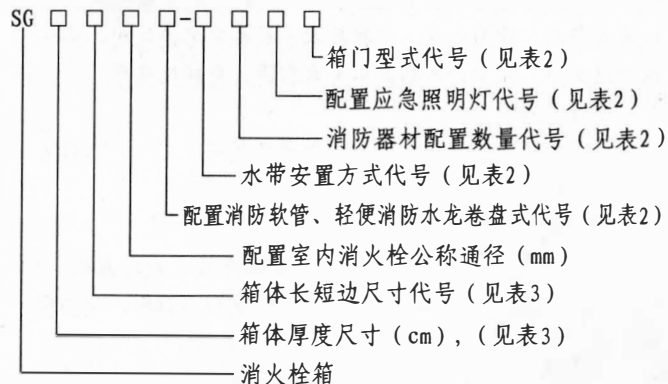 SG □ □ □ □-□ □ □ □
箱门型式代号(见表2)
配置应急照明灯代号(见表2)
消防器材配置数量代号(见表2)
水带安置方式代号(见表2)
配置消防软管、轻便消防水龙卷盘式代号(见表2)
配置室内消火栓公称通径(mm)
箱体长短边尺寸代号(见表3)
箱体厚度尺寸(cm),(见表3)
消火栓箱